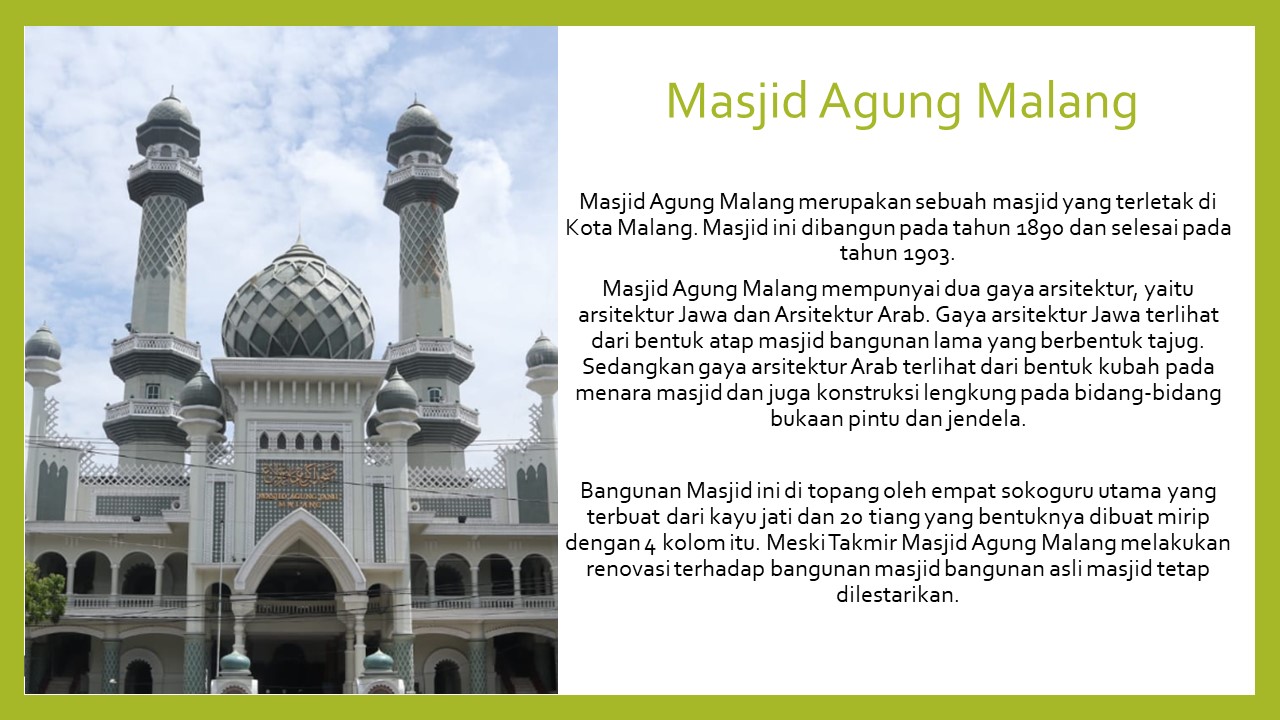 Masjid Agung Malang
Masjid Agung Malang merupakan sebuah masjid yang terletak di
Kota Malang. Masjid ini dibangun pada tahun 1890 dan selesai pada
tahun 1903.
Masjid Agung Malang mempunyai dua gaya arsitektur, yaitu
arsitektur Jawa dan Arsitektur Arab. Gaya arsitektur Jawa terlihat
dari bentuk atap masjid bangunan lama yang berbentuk tajug.
Sedangkan gaya arsitektur Arab terlihat dari bentuk kubah pada
menara masjid dan juga konstruksi lengkung pada bidang-bidang
bukaan pintu dan jendela.
Bangunan Masjid ini di topang oleh empat sokoguru utama yang
terbuat dari kayu jati dan 20 tiang yang bentuknya dibuat mirip
dengan 4 kolom itu. Meski Takmir Masjid Agung Malang melakukan
renovasi terhadap bangunan masjid bangunan asli masjid tetap
dilestarikan.
MASJID AGUNG JAMI